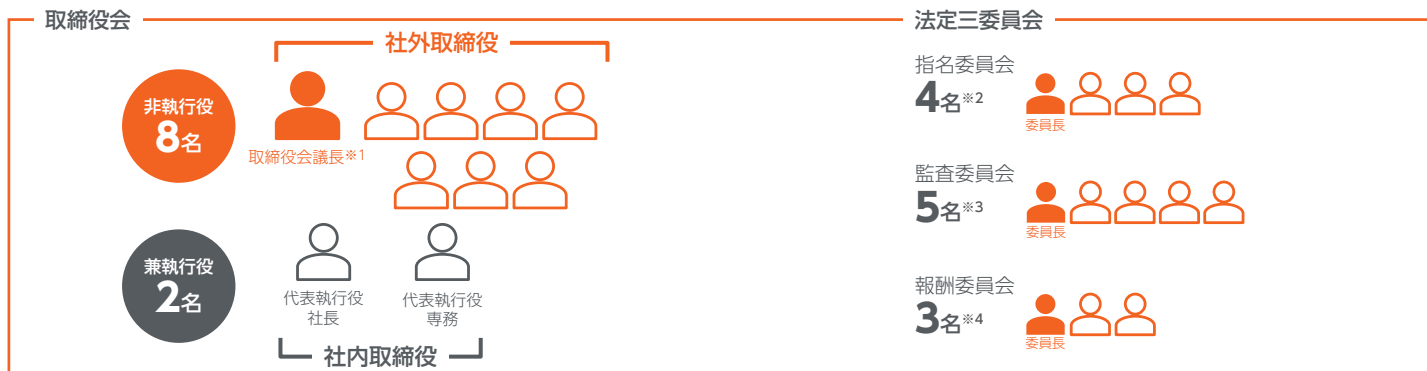 取締役会
社外取締役
非執行役
8名
取締役会議長※1
兼執行役
2名
代表執行役
社長
代表執行役
専務
社内取締役
法定三委員会
指名委員会
4名※2
委員長
監査委員会
5名※3
委員長
報酬委員会
3名※4
委員長